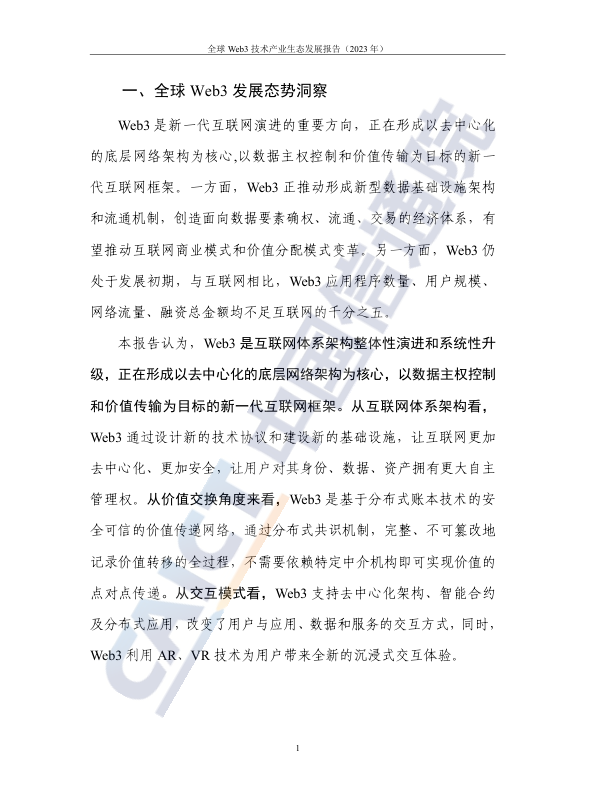 全球 Web3 技术产业生态发展报告（2023 年）
一、全球 Web3 发展态势洞察
Web3 是新一代互联网演进的重要方向，正在形成以去中心化
的底层网络架构为核心,以数据主权控制和价值传输为目标的新一
代互联网框架。一方面，Web3 正推动形成新型数据基础设施架构
和流通机制，创造面向数据要素确权、流通、交易的经济体系，有
望推动互联网商业模式和价值分配模式变革。另一方面，Web3 仍
处于发展初期，与互联网相比，Web3 应用程序数量、用户规模、
网络流量、融资总金额均不足互联网的千分之五。
本报告认为，Web3 是互联网体系架构整体性演进和系统性升
级，正在形成以去中心化的底层网络架构为核心，以数据主权控制
和价值传输为目标的新一代互联网框架。从互联网体系架构看，
Web3 通过设计新的技术协议和建设新的基础设施，让互联网更加
去中心化、更加安全，让用户对其身份、数据、资产拥有更大自主
管理权。从价值交换角度来看，Web3 是基于分布式账本技术的安
全可信的价值传递网络，通过分布式共识机制，完整、不可篡改地
记录价值转移的全过程，不需要依赖特定中介机构即可实现价值的
点对点传递。从交互模式看，Web3 支持去中心化架构、智能合约
及分布式应用，改变了用户与应用、数据和服务的交互方式，同时，
Web3 利用 AR、VR 技术为用户带来全新的沉浸式交互体验。
CAICT 中国信通院
1